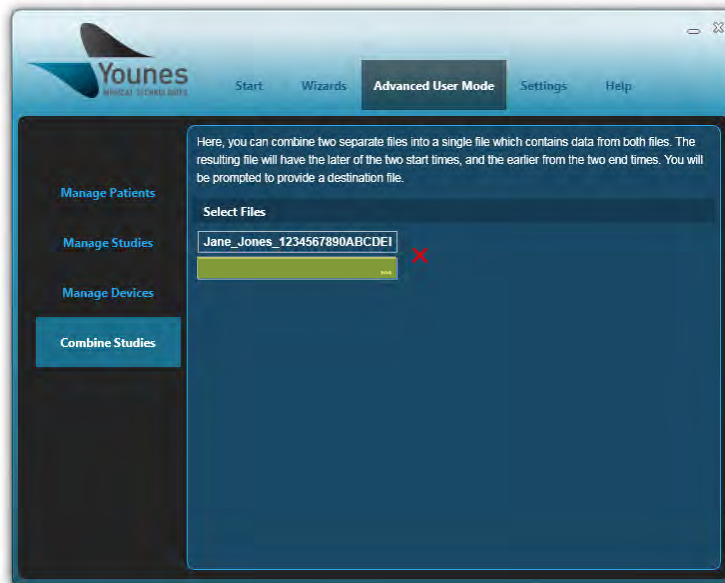 Younes
MEDICAL TECHNOLOGIES
Start Wizards Advanced User Mode Settings Help
Here, you can combine two separate files into a single file which contains data from both files. The
resulting file will have the later of the two start times, and the earlier from the two end times. You will
be prompted to provide a destination file.
Manage Patients
Select Files
Jane_Jones_1234567890ABCDEI
Manage Studies
...
Manage Devices
Combine Studies